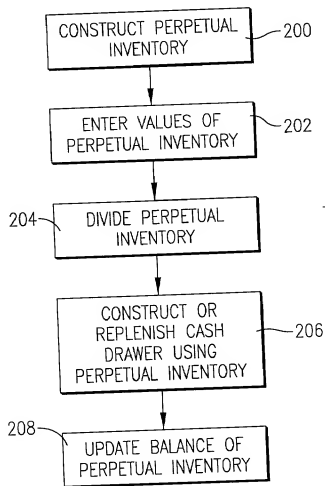 CONSTRUCT PERPETUAL
INVENTORY
200
ENTER VALUES OF
PERPETUAL INVENTORY
202
204
DIVIDE PERPETUAL
INVENTORY
CONSTRUCT OR
REPLENISH CASH
DRAWER USING
PERPETUAL INVENTORY
206
208
UPDATE BALANCE OF
PERPETUAL INVENTORY